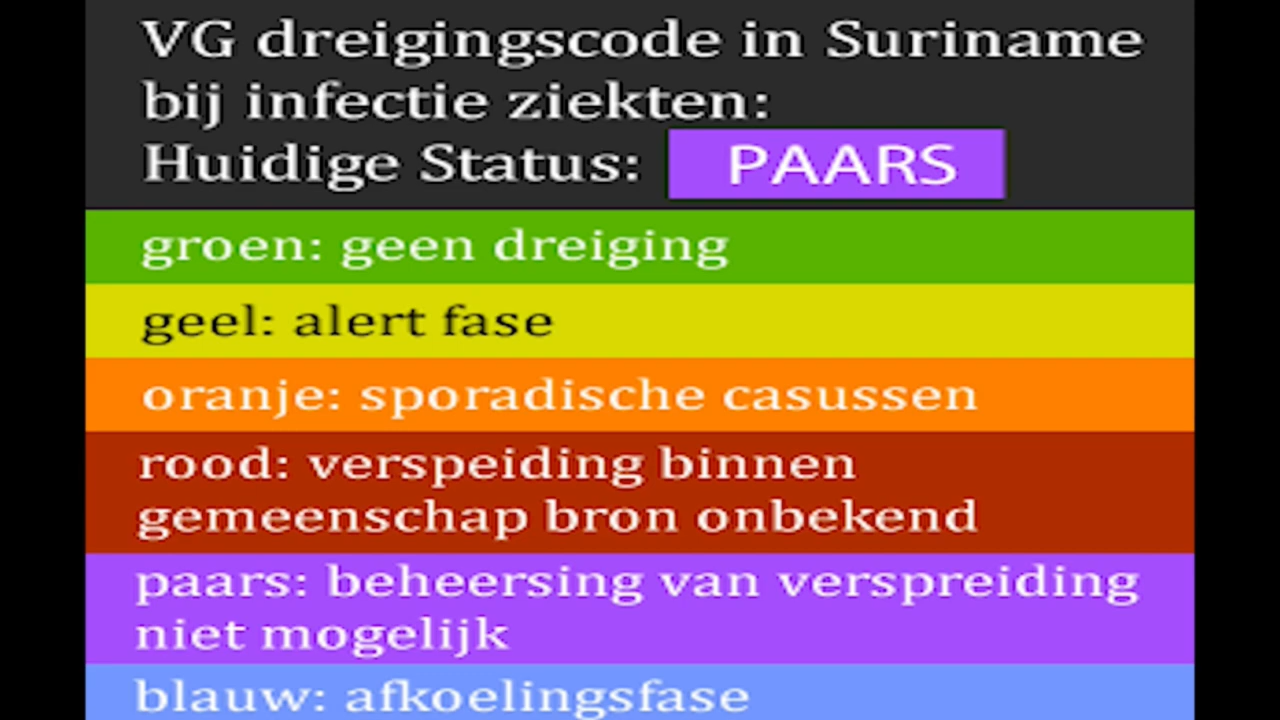 VG dreigingscode in Suriname
bij infectie ziekten:
Huidige Status: PAARS
groen: geen dreiging
geel: alert fase
oranje: sporadische casussen
rood: verspeiding binnen
gemeenschap bron onbekend
paars: beheersing van verspreiding
niet mogelijk
blauw: afkoelingsfase